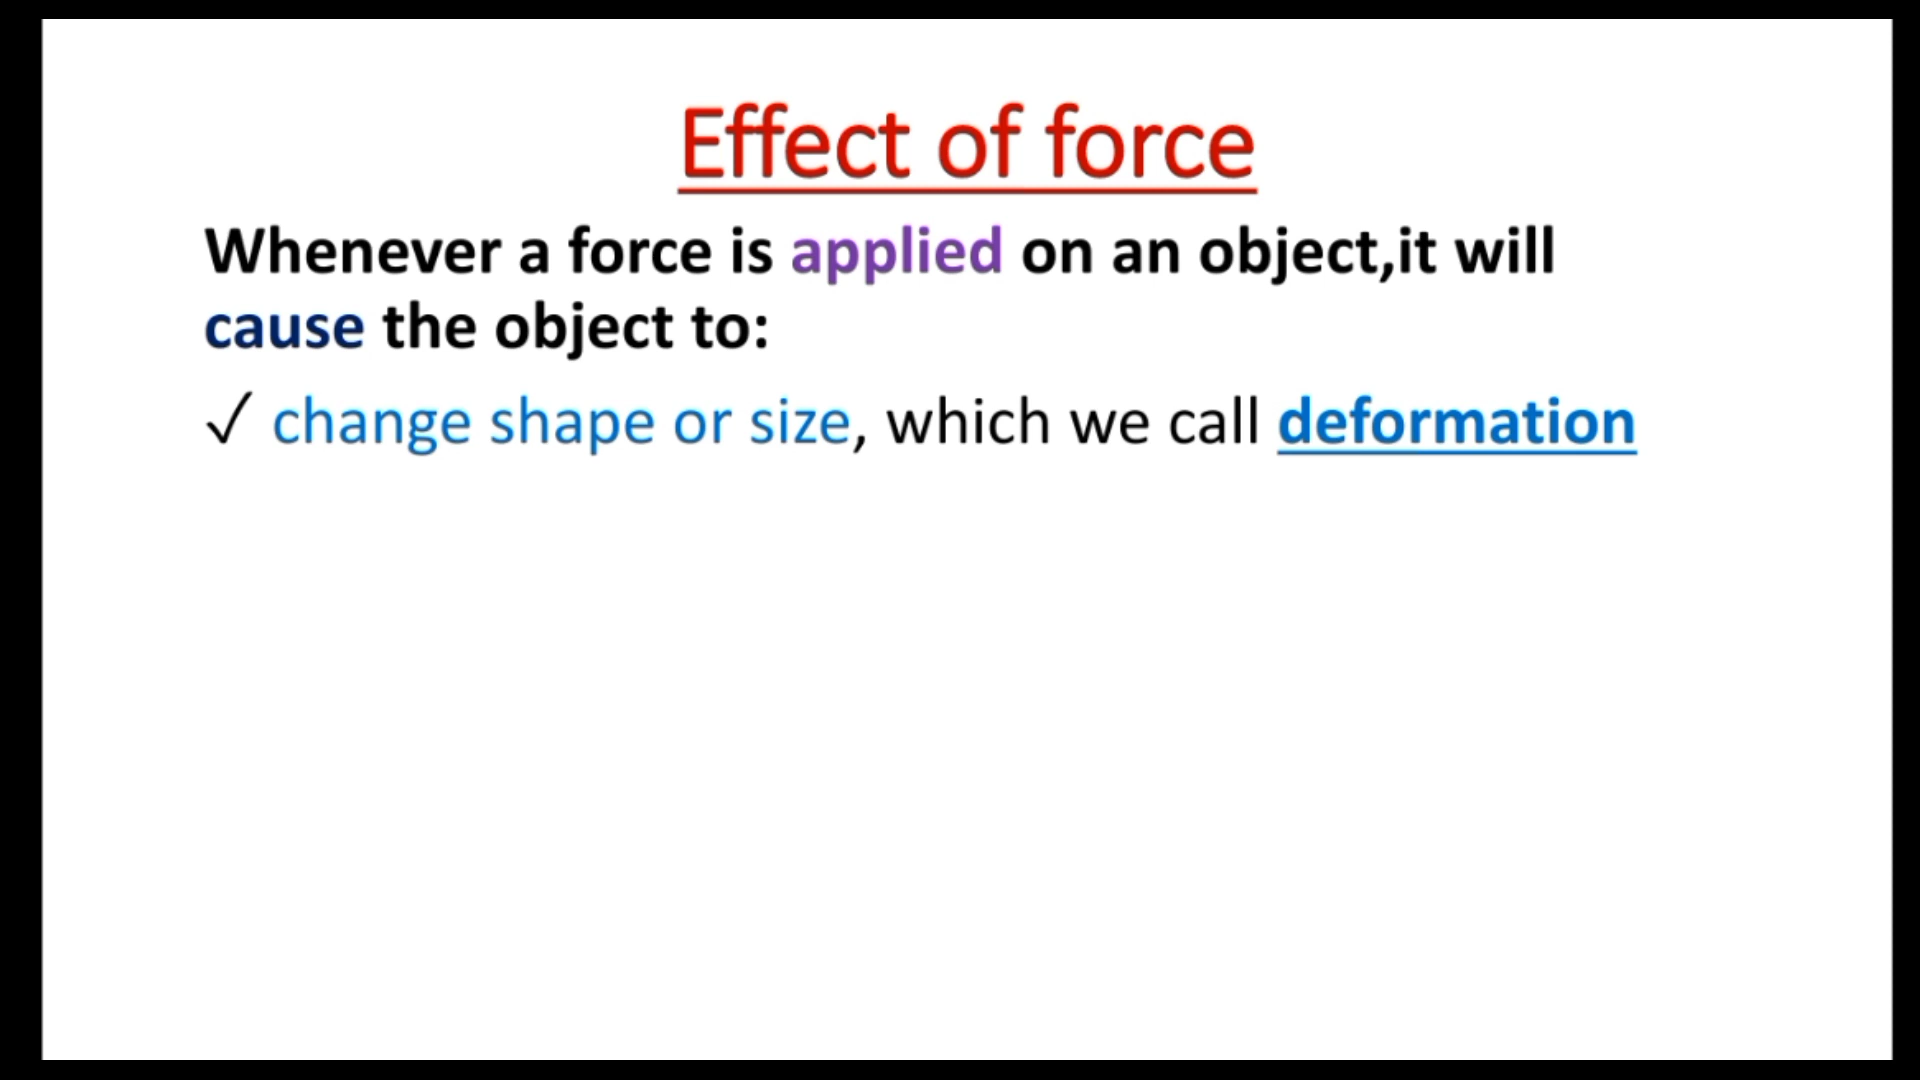 Effect of force
Whenever a force is applied on an object,it will
cause the object to:
✓ change shape or size, which we call deformation